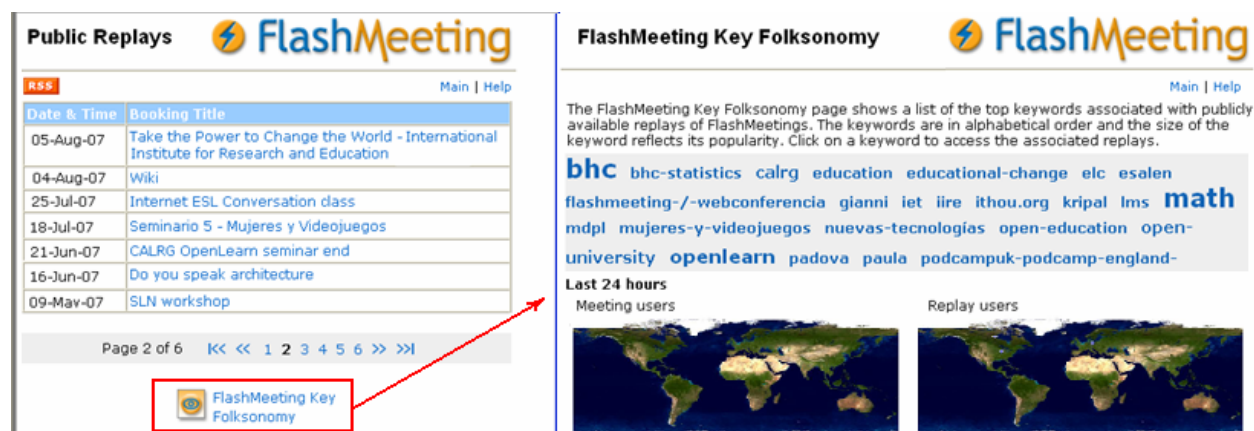 Public Replays
FlashMeeting
RSS
Main | Help
Date & Time Booking Title
05-Aug-07 Take the Power to Change the World - International
Institute for Research and Education
04-Aug-07 Wiki
25-Jul-07 Internet ESL Conversation class
18-Jul-07 Seminario 5 - Mujeres y Videojuegos
21-Jun-07 CALRG OpenLearn seminar end
16-Jun-07 Do you speak architecture
09-May-07 SLN workshop
Page 2 of 6 K<< << 1 2 3 4 5 6 >> >>|
FlashMeeting Key
Folksonomy
FlashMeeting Key Folksonomy
FlashMeeting
Main | Help
The FlashMeeting Key Folksonomy page shows a list of the top keywords associated with publicly
available replays of FlashMeetings. The keywords are in alphabetical order and the size of the
keyword reflects its popularity. Click on a keyword to access the associated replays.
bhc bhc-statistics calrg education educational-change elc esalen
flashmeeting-/-webconferencia gianni iet iire ithou.org kripal lms math
mdpl mujeres-y-videojuegos nuevas-tecnologías open-education open-
university openlearn padova paula podcampuk-podcamp-england-
Last 24 hours
Meeting users
Replay users